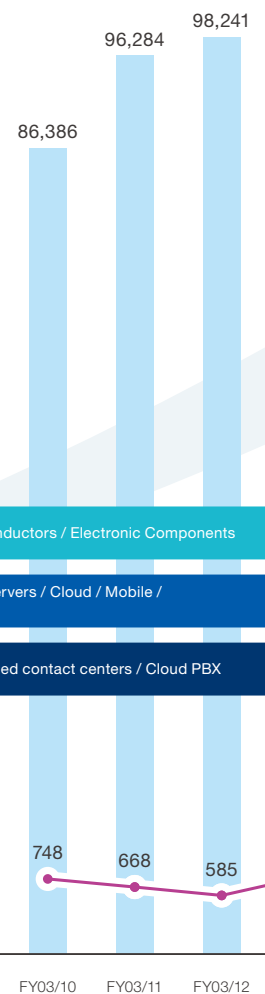 98,241
96,284
86,386
nductors / Electronic Components
ervers / Cloud / Mobile /
ed contact centers / Cloud PBX
748
668
585
FY03/10 FY03/11 FY03/12